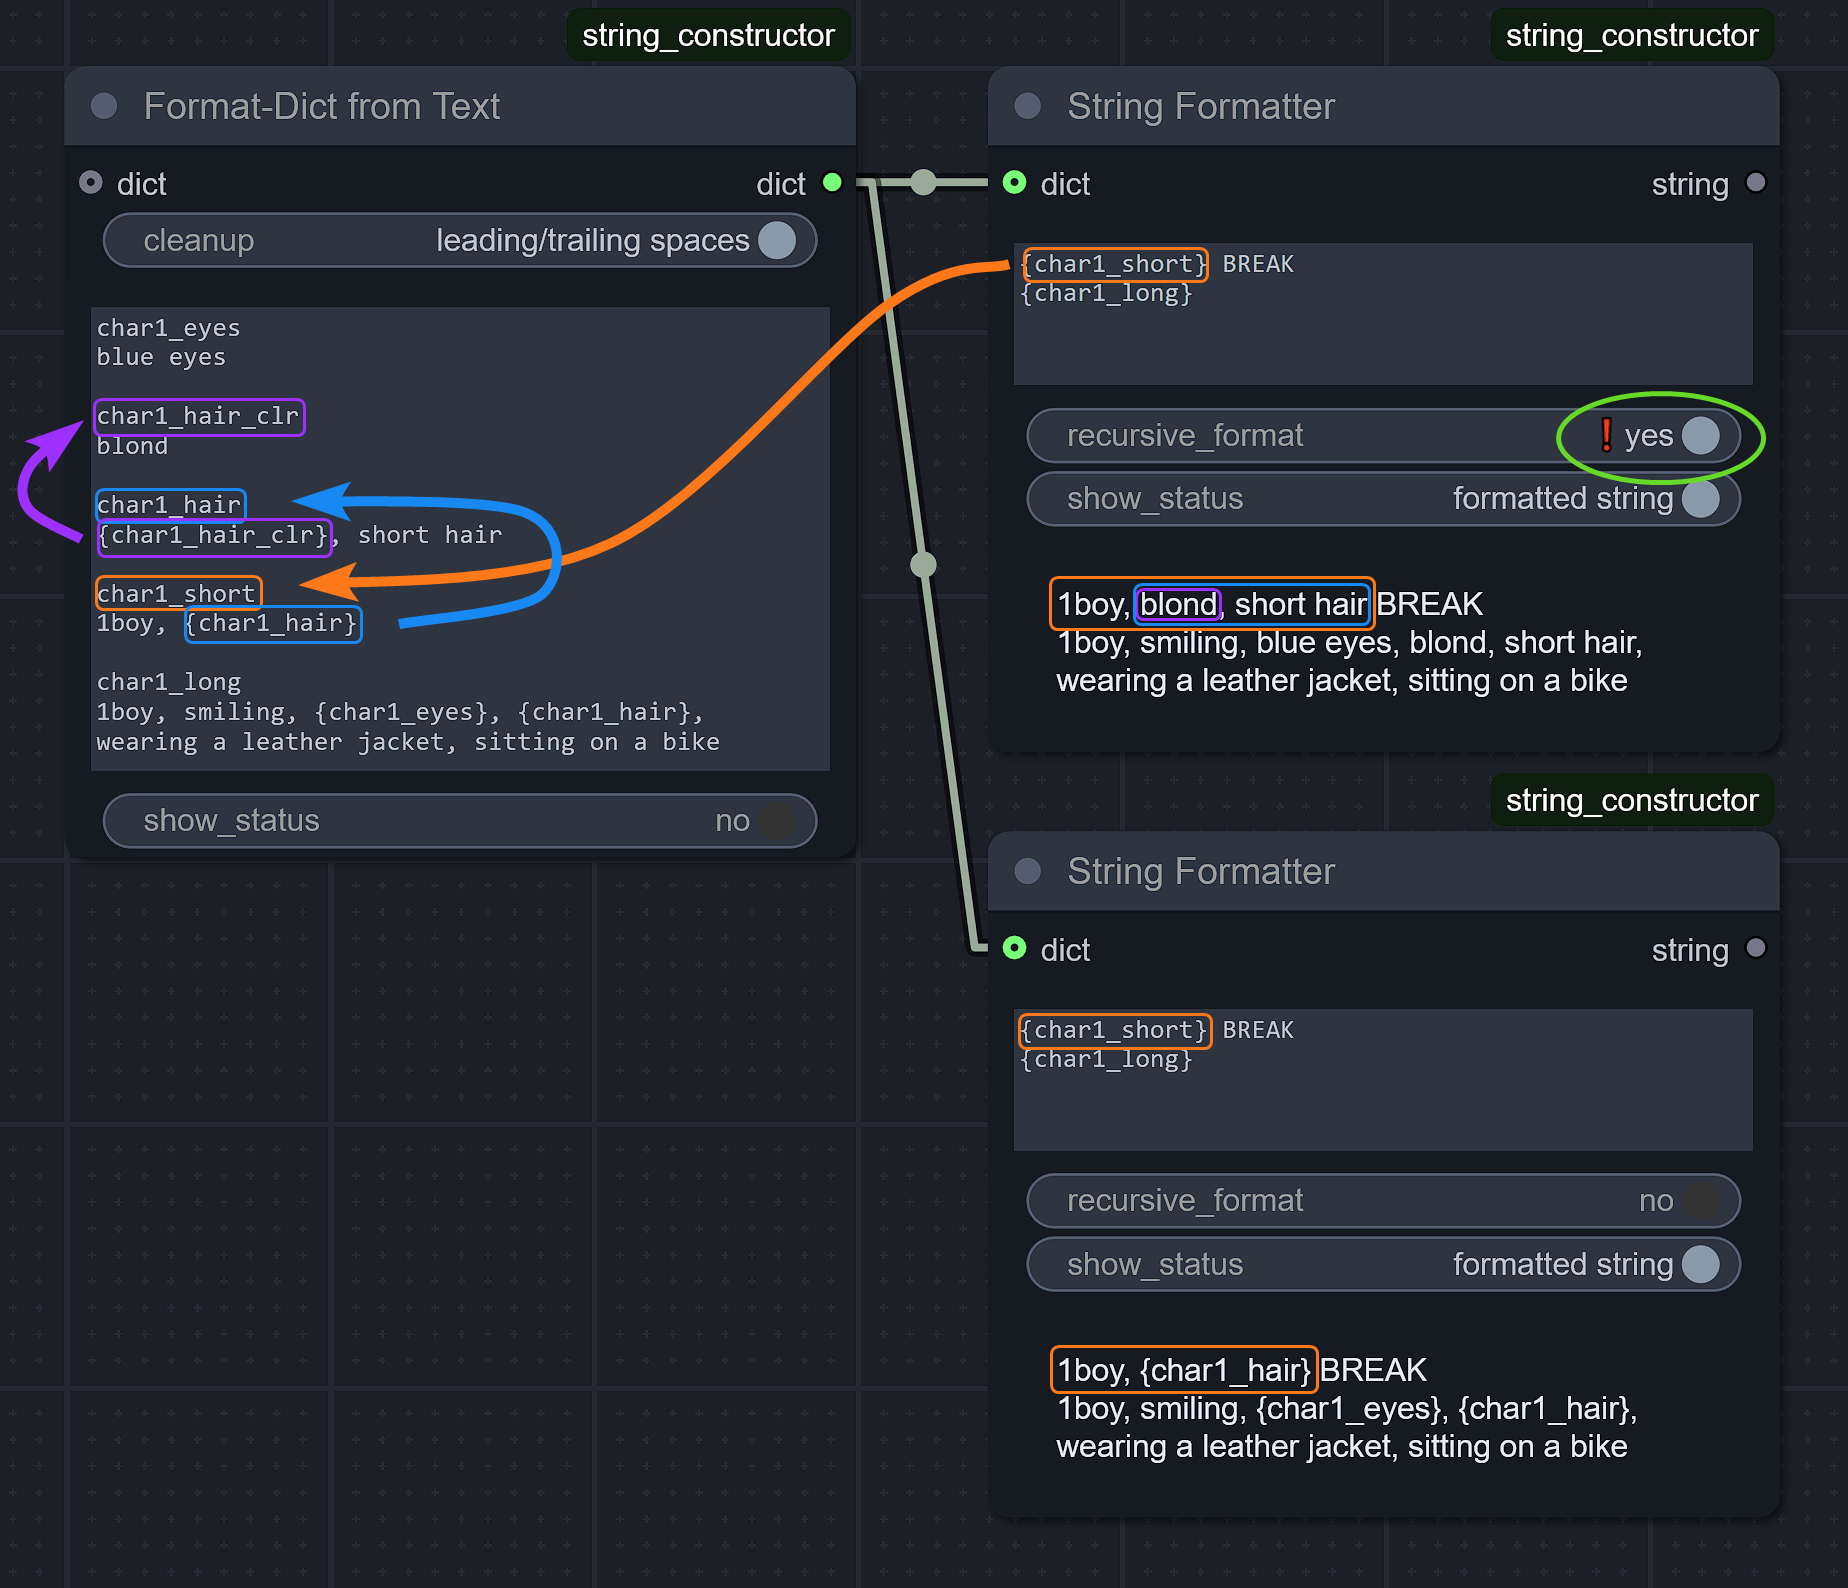 string_constructor
Format-Dict from Text
dict
dict
cleanup leading/trailing spaces
char1_eyes
blue eyes
char1_hair_clr
blond
char1_hair
{char1_hair_clr}, short hair
char1_short
1boy, {char1_hair}
char1_long
1boy, smiling, {char1_eyes}, {char1_hair},
wearing a leather jacket, sitting on a bike
show_status no
string_constructor
String Formatter
dict
string
{char1_short} BREAK
{char1_long}
recursive_format ❗ yes
show_status formatted string
1boy, blond, short hair BREAK
1boy, smiling, blue eyes, blond, short hair,
wearing a leather jacket, sitting on a bike
string_constructor
String Formatter
dict
string
{char1_short} BREAK
{char1_long}
recursive_format no
show_status formatted string
1boy, {char1_hair} BREAK
1boy, smiling, {char1_eyes}, {char1_hair},
wearing a leather jacket, sitting on a bike